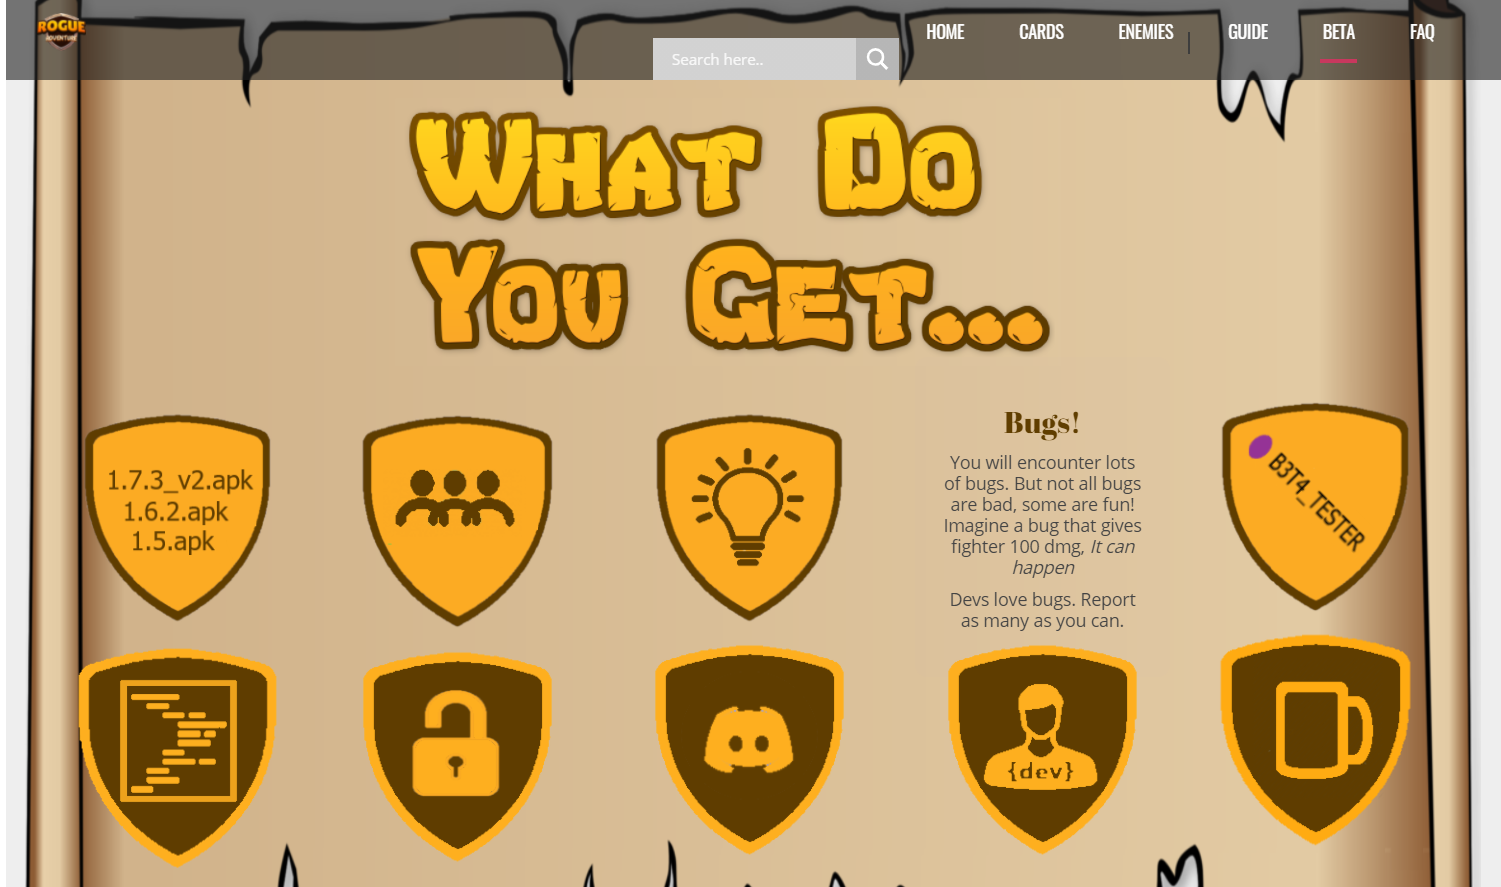 ROGUE
ADVENTURE
HOME
CARDS
ENEMIES
GUIDE
BETA
FAQ
Search here..
What Do
You Get...
1.7.3_v2.apk
1.6.2.apk
1.5.apk
Bugs!
You will encounter lots
of bugs. But not all bugs
are bad, some are fun!
Imagine a bug that gives
fighter 100 dmg, It can
happen
Devs love bugs. Report
as many as you can.
B3T4_TESTER
{dev}